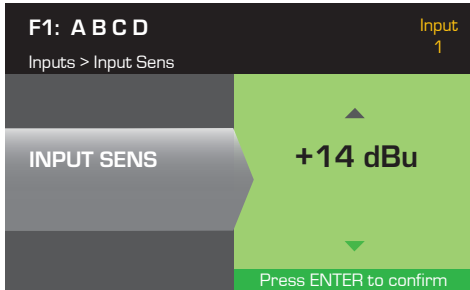 F1: A B C D
Input
1
Inputs > Input Sens
INPUT SENS
+14 dBu
Press ENTER to confirm